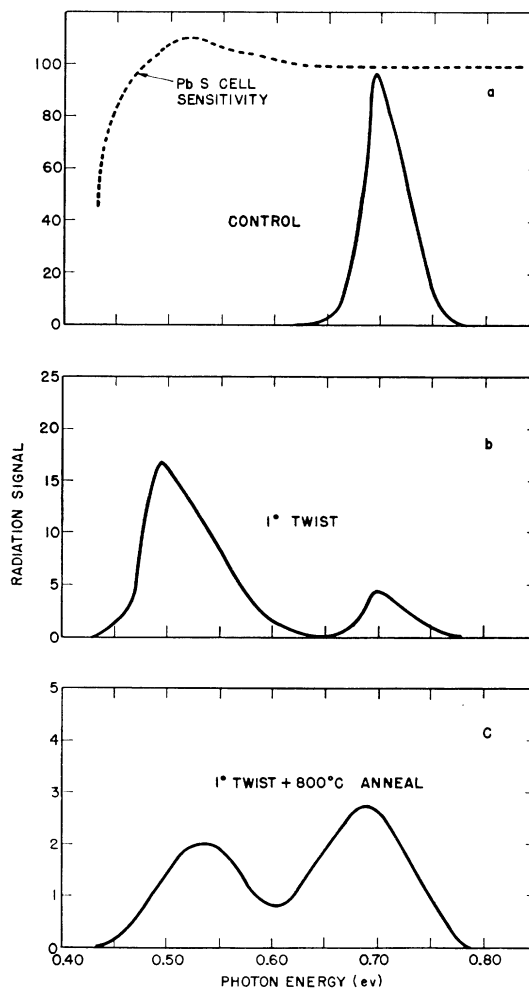 100
80
60
40
20
0
Pb S CELL
SENSITIVITY
a
CONTROL
25
20
15
10
5
0
b
1° TWIST
RADIATION SIGNAL
5
4
3
2
1
0
C
1° TWIST + 800°C ANNEAL
0.40 0.50 0.60 0.70 0.80
PHOTON ENERGY (ev)